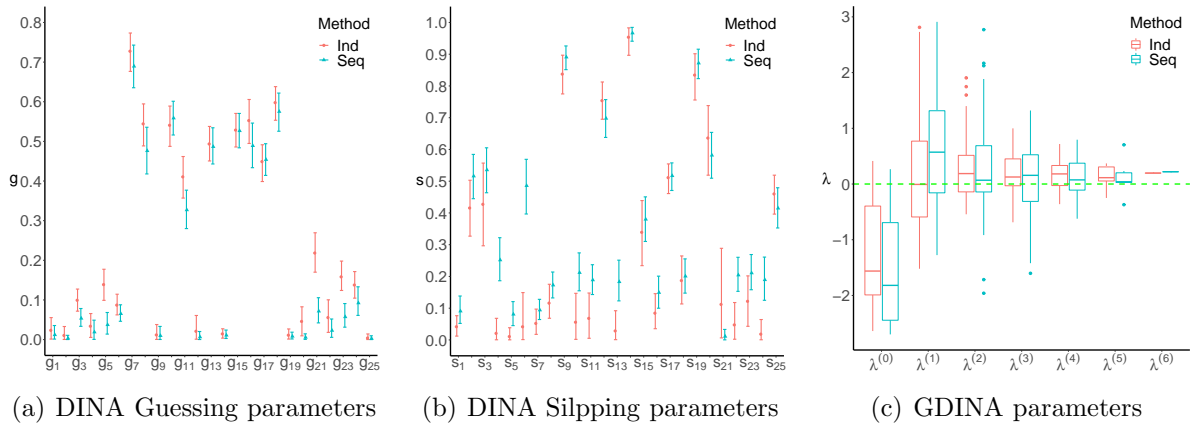 0.8
0.7
0.6
0.5
g
0.4
0.3
0.2
0.1
0.0
g1 g3 g5 g7 g9 g11 g13 g15 g17 g19 g21 g23 g25
Method
Ind
Seq
(a) DINA Guessing parameters
1.0
0.9
0.8
0.7
0.6
s
0.5
0.4
0.3
0.2
0.1
0.0
s1 s3 s5 s7 s9 s11 s13 s15 s17 s19 s21 s23 s25
Method
Ind
Seq
(b) DINA Silpping parameters
3
2
1
λ
0
−1
−2
λ(0) λ(1) λ(2) λ(3) λ(4) λ(5) λ(6)
Method
Ind
Seq
(c) GDINA parameters